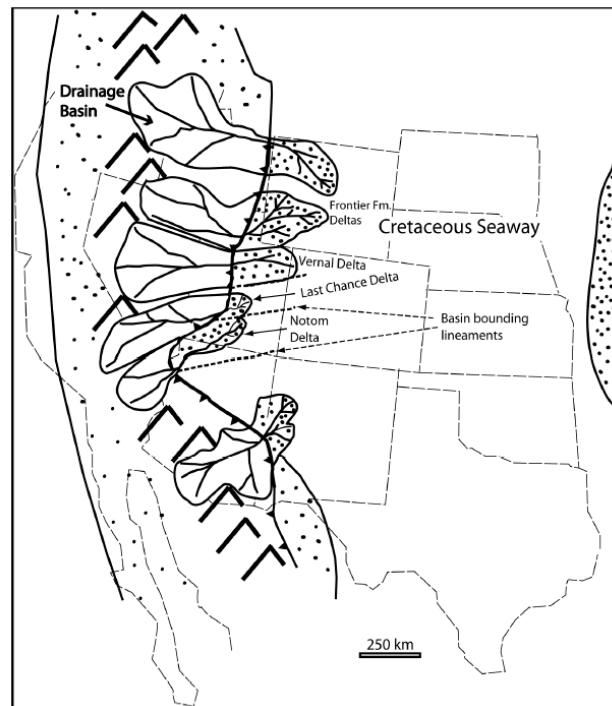 Drainage
Basin
Frontier Fm.
Deltas
Cretaceous Seaway
Vernal Delta
Last Chance Delta
Notom
Delta
Basin bounding
lineaments
250 km